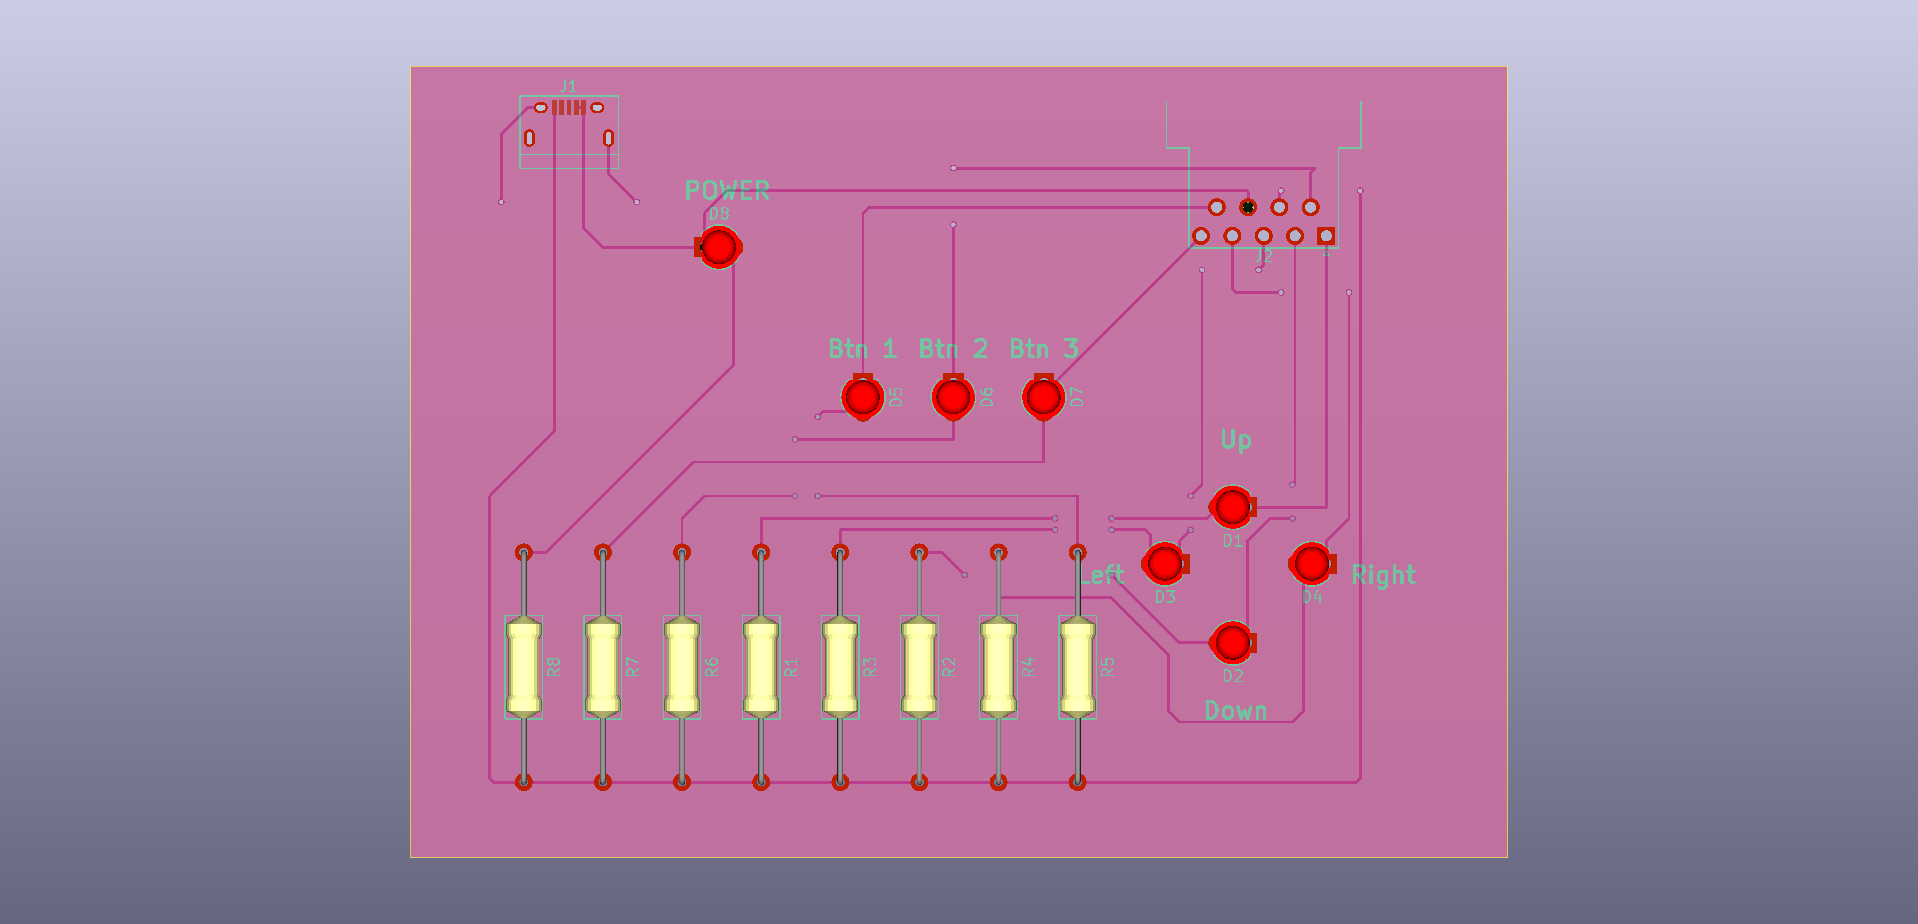 J1
POWER
D8
J2
1
Btn 1
Btn 2
Btn 3
D5
D6
D7
Up
D1
Left
D3
Right
D4
D2
Down
R8
R7
R6
R1
R3
R2
R4
R5